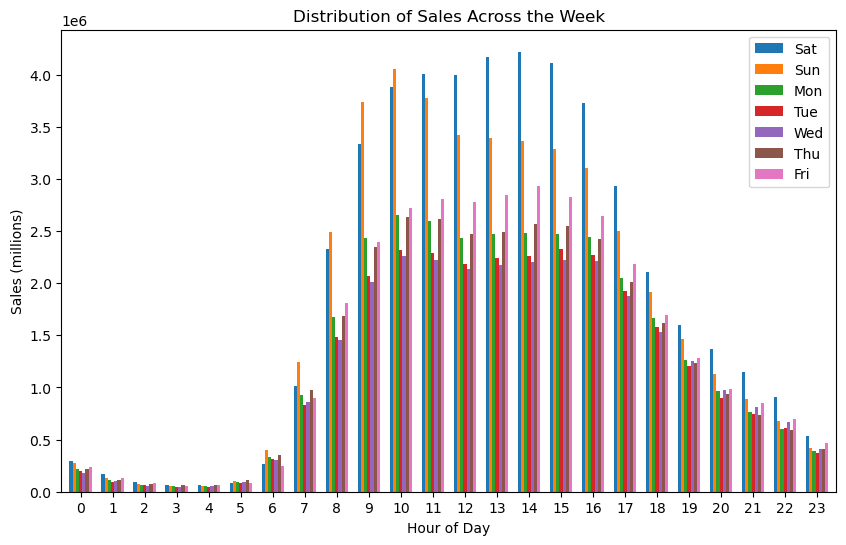 Distribution of Sales Across the Week
1e6
Sat
Sun
Mon
Tue
Wed
Thu
Fri
4.0
3.5
3.0
2.5
2.0
1.5
1.0
0.5
0.0
Sales (millions)
0 1 2 3 4 5 6 7 8 9 10 11 12 13 14 15 16 17 18 19 20 21 22 23
Hour of Day